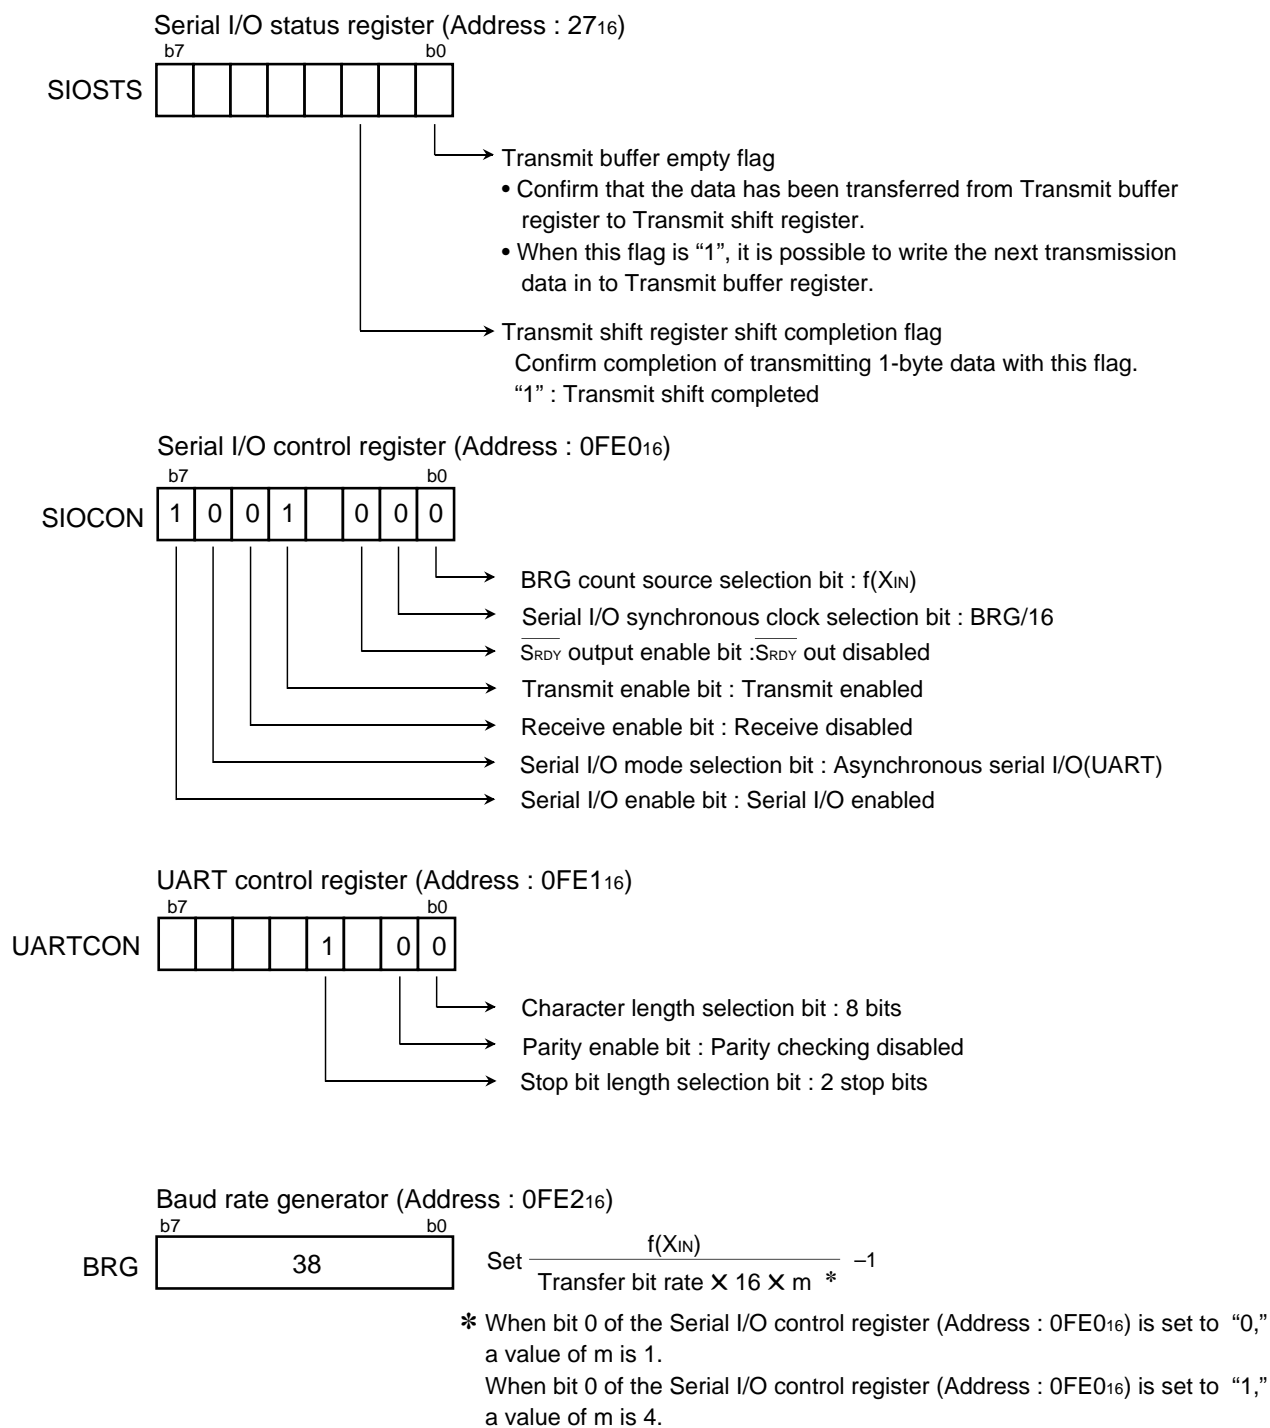 Serial I/O status register (Address : 2716)
b7 b0
SIOSTS
Transmit buffer empty flag
• Confirm that the data has been transferred from Transmit buffer
register to Transmit shift register.
• When this flag is “1”, it is possible to write the next transmission
data in to Transmit buffer register.
Transmit shift register shift completion flag
Confirm completion of transmitting 1-byte data with this flag.
“1” : Transmit shift completed
Serial I/O control register (Address : 0FE016)
b7 b0
SIOCON 1 0 0 1 0 0 0
BRG count source selection bit : f(XIN)
Serial I/O synchronous clock selection bit : BRG/16
SRDY output enable bit :SRDY out disabled
Transmit enable bit : Transmit enabled
Receive enable bit : Receive disabled
Serial I/O mode selection bit : Asynchronous serial I/O(UART)
Serial I/O enable bit : Serial I/O enabled
UART control register (Address : 0FE116)
b7 b0
UARTCON 1 0 0
Character length selection bit : 8 bits
Parity enable bit : Parity checking disabled
Stop bit length selection bit : 2 stop bits
Baud rate generator (Address : 0FE216)
b7 b0
BRG 38
f(XIN)
Set –1
Transfer bit rate ✕ 16 ✕ m ✻
✻ When bit 0 of the Serial I/O control register (Address : 0FE016) is set to “0,”
a value of m is 1.
When bit 0 of the Serial I/O control register (Address : 0FE016) is set to “1,”
a value of m is 4.